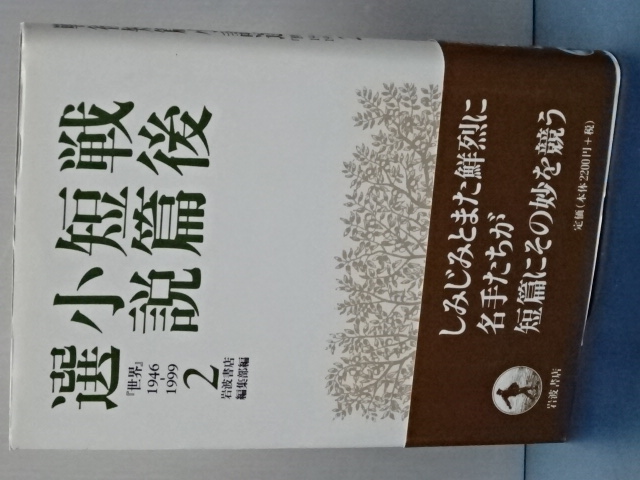 戦後
短篇
小説
選
『世界』
1946
-
1999
2
岩波書店
編集部編
しみじみとまた鮮烈に
名手たちが
短篇にその妙を競う
定価(本体2200円+税)
岩波書店